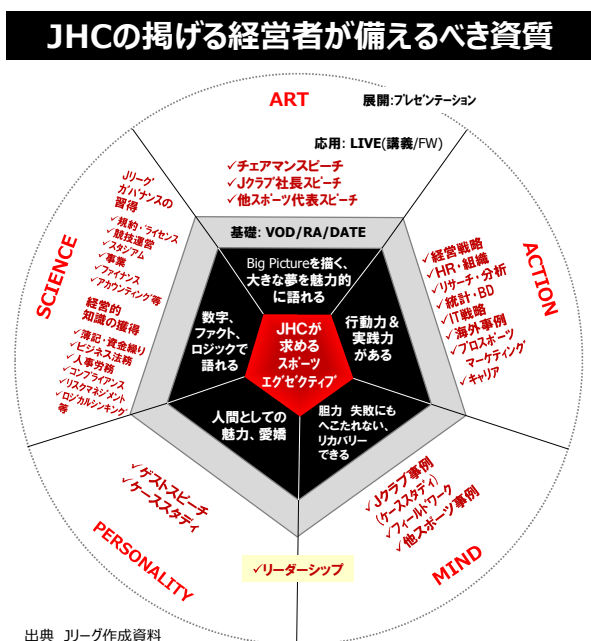 JHCの掲げる経営者が備えるべき資質
ART
展開:プレゼンテーション
応用: LIVE(講義/FW)
✓チェアマンスピーチ
✓Jクラブ社長スピーチ
✓他スポーツ代表スピーチ
基礎: VOD/RA/DATE
Big Pictureを描く、
大きな夢を魅力的
に語れる
SCIENCE
Jリーグ
ガバナンスの
習得
✓規約・ライセンス
✓競技運営
✓スタジアム
✓事業
✓ファイナンス
✓アカウンティング等
経営的
知識の獲得
✓簿記・資金繰り
✓ビジネス法務
✓人事労務
✓コンプライアンス
✓リスクマネジメント
✓ロジカルシンキング
等
数字、
ファクト、
ロジックで
語れる
JHCが
求める
スポーツ
エグゼクティブ
行動力&
実践力
がある
ACTION
✓経営戦略
✓HR・組織
✓リサーチ・分析
✓統計・BD
✓IT戦略
✓海外事例
✓プロスポーツ
マーケティング
✓キャリア
人間としての
魅力、愛嬌
胆力 失敗にも
へこたれない、
リカバリー
できる
PERSONALITY
✓ゲストスピーチ
✓ケーススタディ
✓リーダーシップ
MIND
✓Jクラブ事例
(ケーススタディ)
✓フィールドワーク
✓他スポーツ事例
出典 Jリーグ作成資料